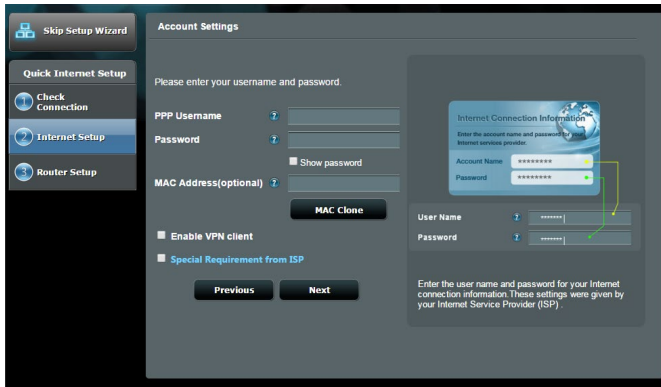 Skip Setup Wizard
Quick Internet Setup
1 Check
Connection
2 Internet Setup
3 Router Setup
Account Settings
Please enter your username and password.
PPP Username ?
Password ?
Show password
MAC Address(optional) ?
MAC Clone
Enable VPN client
Special Requirement from ISP
Previous Next
Internet Connection Information
Enter the account name and password for your
Internet services provider.
Account Name ********
Password ********
User Name ? *******|
Password ? *******|
Enter the user name and password for your Internet
connection information.These settings were given by
your Internet Service Provider (ISP) .